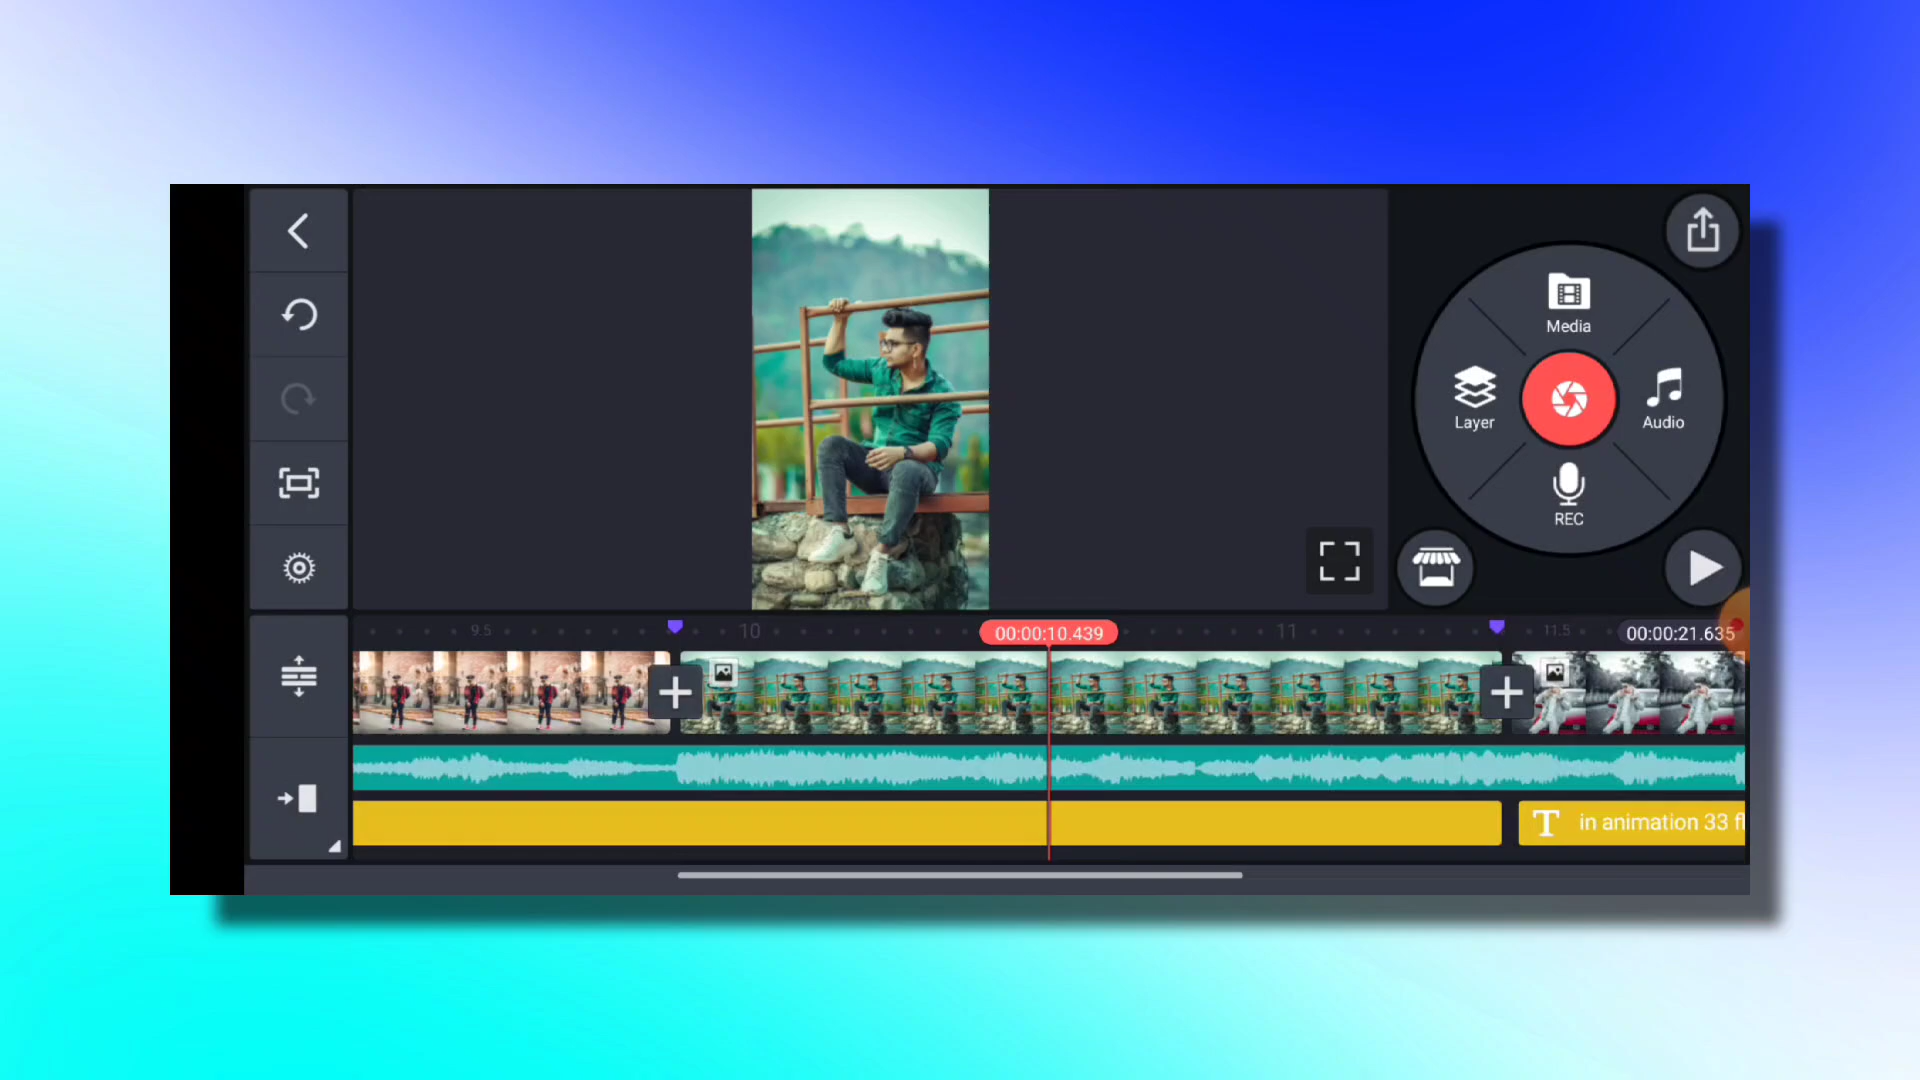 Media
Layer
Audio
REC
9.5
10
00:00:10.439
11
11.5
00:00:21.635
T in animation 33 fl